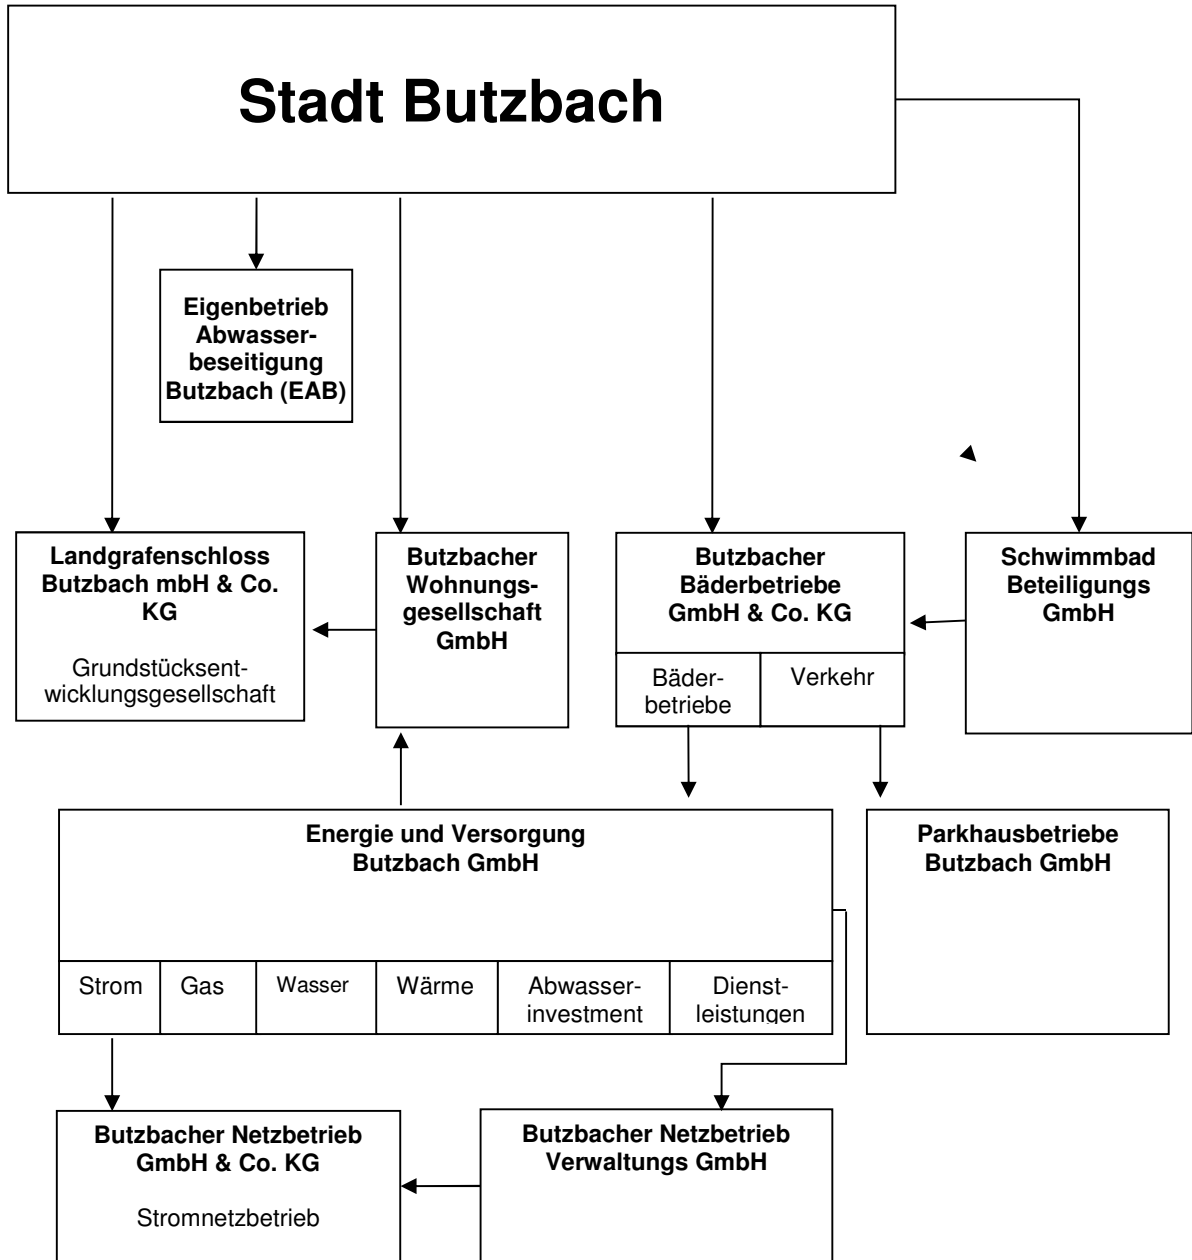 Stadt Butzbach
Eigenbetrieb
Abwasser-
beseitigung
Butzbach (EAB)
Landgrafenschloss
Butzbach mbH & Co.
KG
Grundstücksent-
wicklungsgesellschaft
Butzbacher
Wohnungs-
gesellschaft
GmbH
Butzbacher
Bäderbetriebe
GmbH & Co. KG
Bäder-
betriebe
Verkehr
Schwimmbad
Beteiligungs
GmbH
Energie und Versorgung
Butzbach GmbH
Strom
Gas
Wasser
Wärme
Abwasser-
investment
Dienst-
leistungen
Parkhausbetriebe
Butzbach GmbH
Butzbacher Netzbetrieb
GmbH & Co. KG
Stromnetzbetrieb
Butzbacher Netzbetrieb
Verwaltungs GmbH